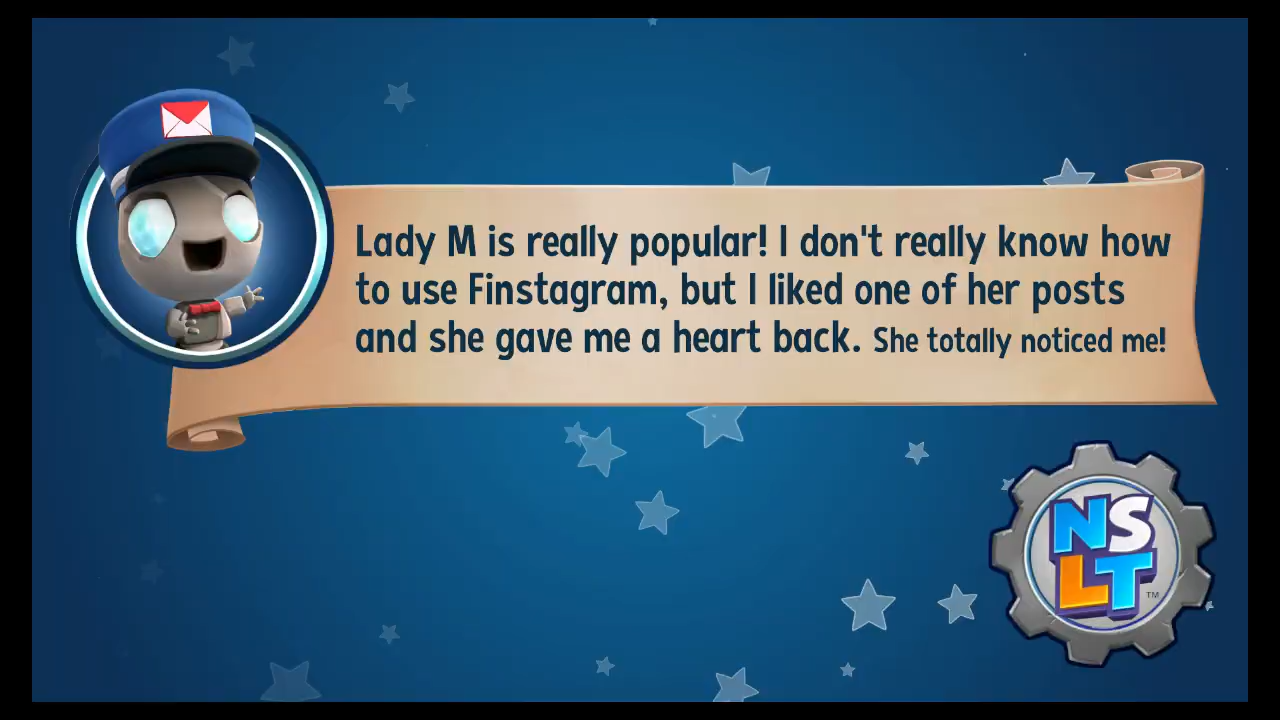 Lady M is really popular! I don't really know how
to use Finstagram, but I liked one of her posts
and she gave me a heart back. She totally noticed me!
NS
LT
TM